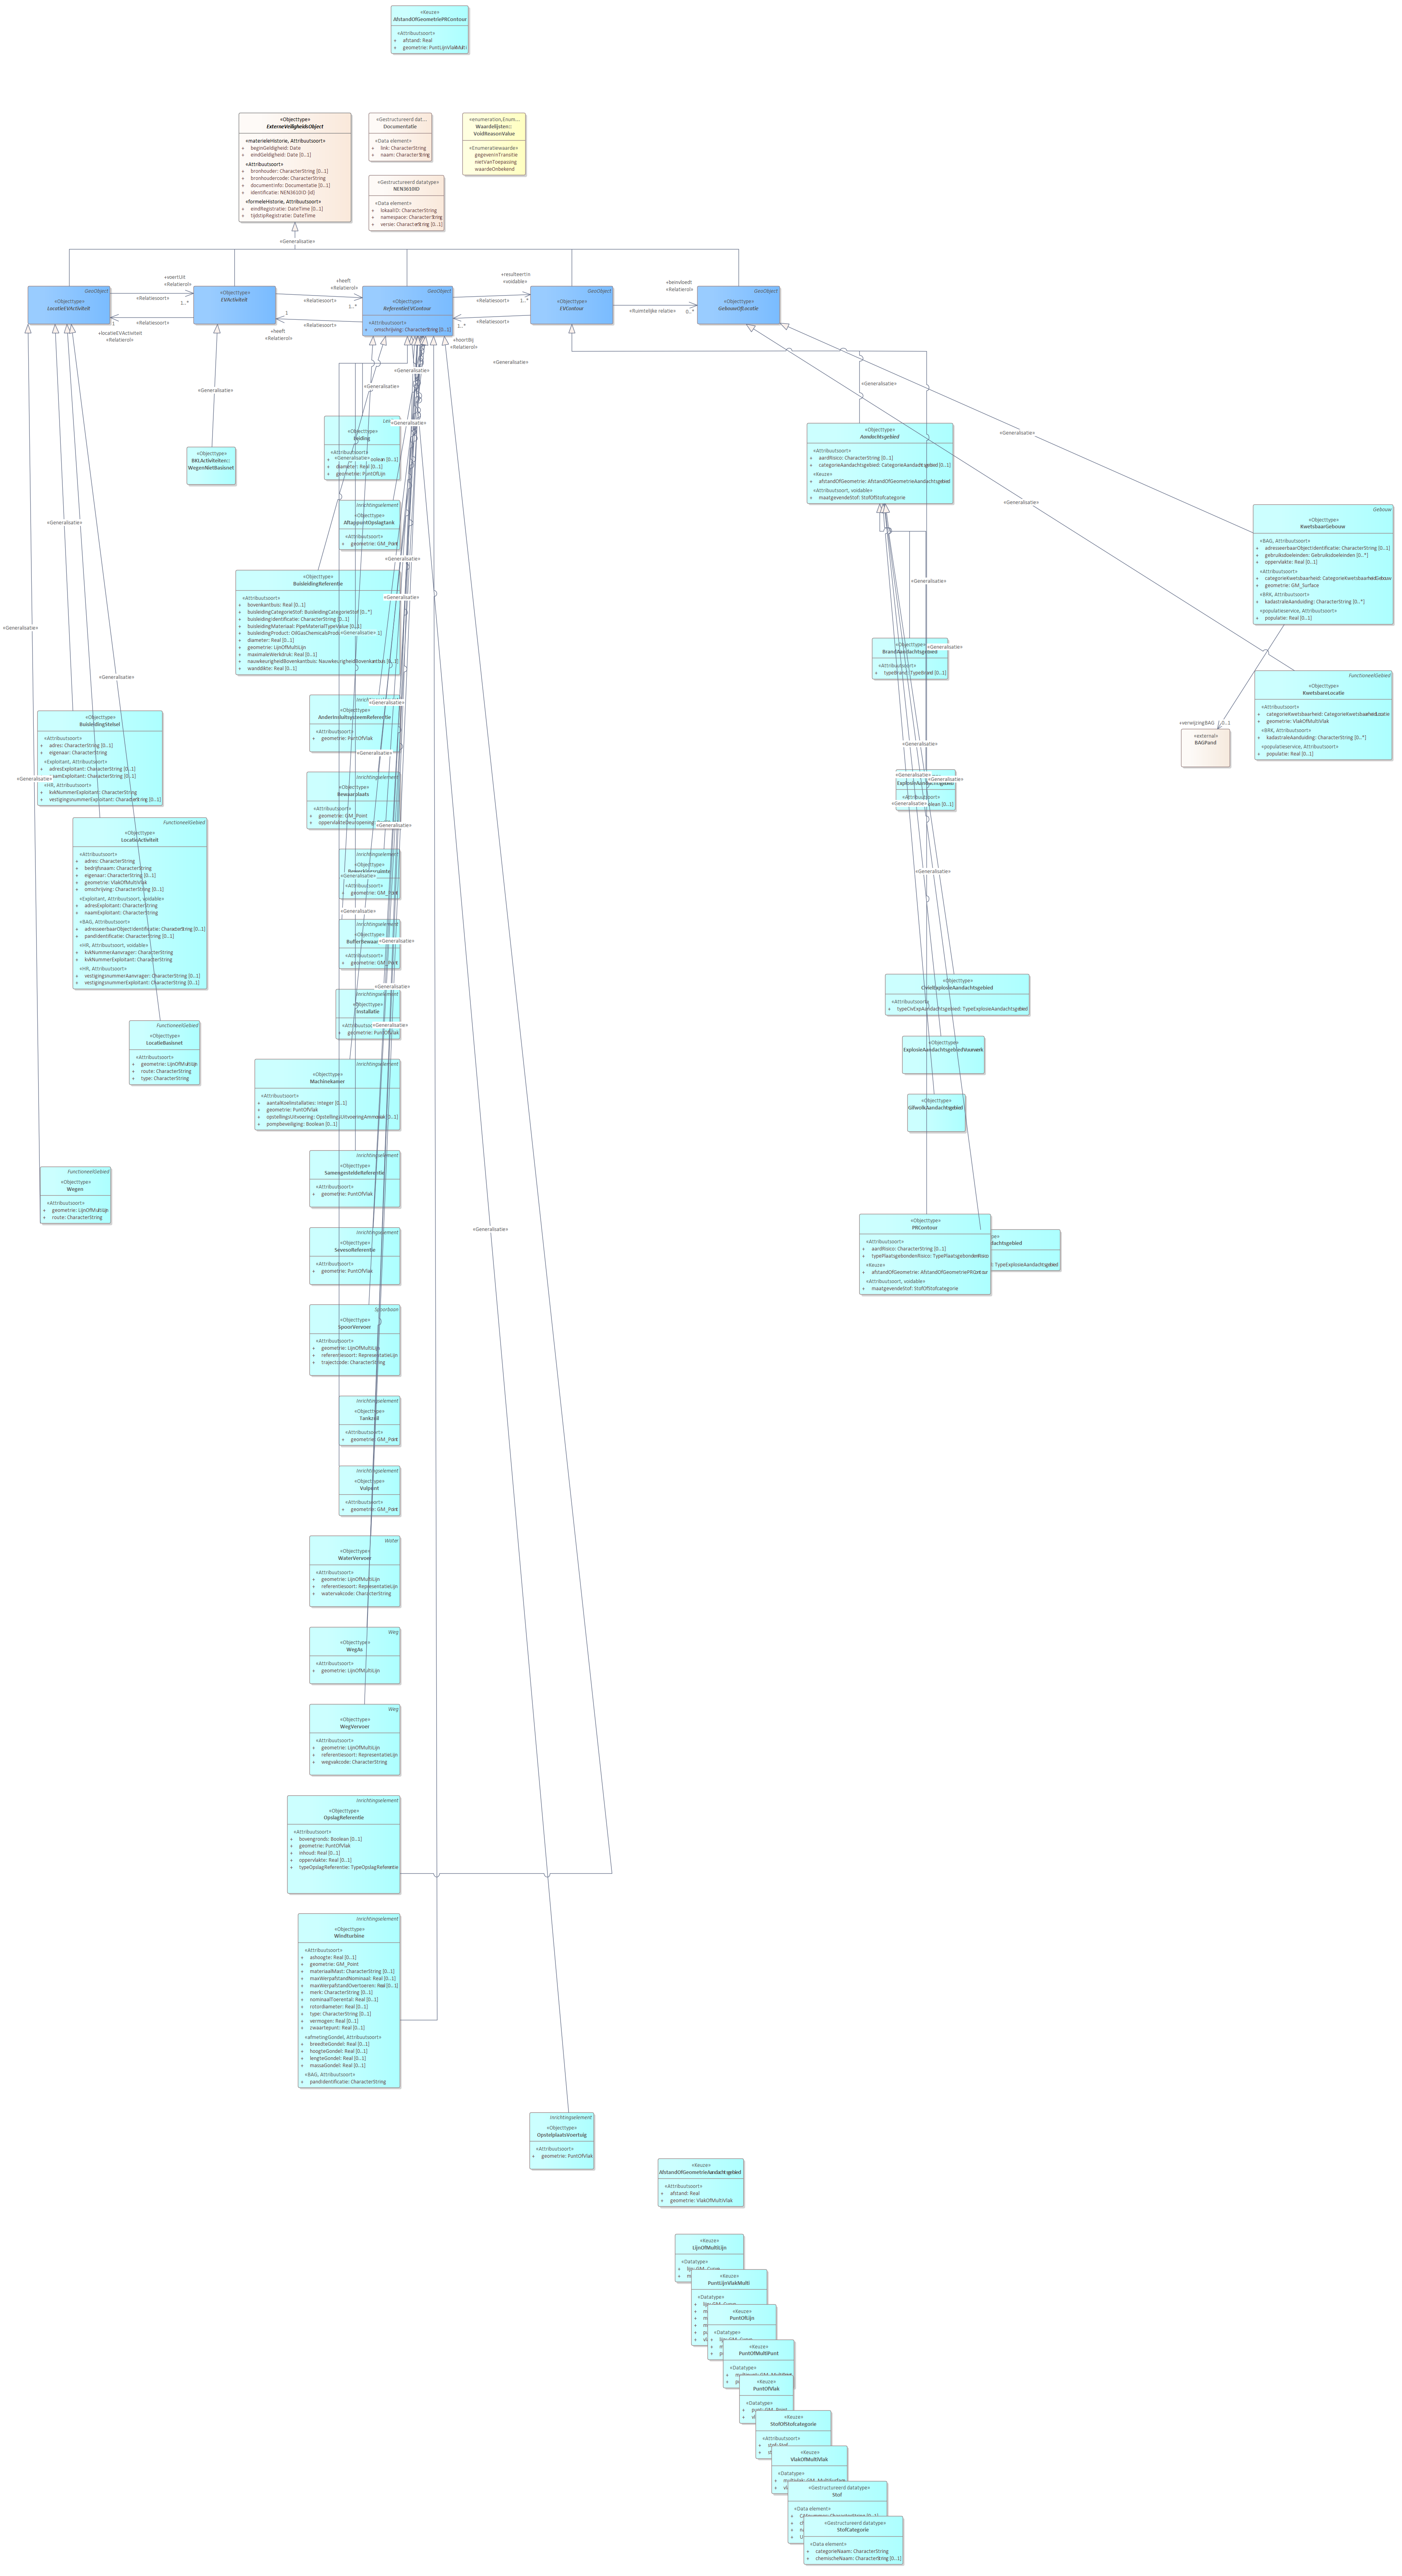 «Keuze»
AfstandOfGeometriePRContour
«Attribuutsoort»
+ afstand: Real
+ geometrie: PuntLijnVlakMulti
«Objecttype»
ExterneVeiligheidsObject
«materieleHistorie, Attribuutsoort»
+ beginGeldigheid: Date
+ eindGeldigheid: Date [0..1]
«Attribuutsoort»
+ bronhouder: CharacterString [0..1]
+ bronhoudercode: CharacterString
+ documentInfo: Documentatie [0..1]
+ identificatie: NEN3610ID {id}
«formeleHistorie, Attribuutsoort»
+ eindRegistratie: DateTime [0..1]
+ tijdstipRegistratie: DateTime
«Gestructureerd dat...
Documentatie
«Data element»
+ link: CharacterString
+ naam: CharacterString
«enumeration,Enum...
Waardelijsten::
VoidReasonValue
«Enumeratiewaarde»
gegevenInTransitie
nietVanToepassing
waardeOnbekend
«Gestructureerd datatype»
NEN3610ID
«Data element»
+ lokaalID: CharacterString
+ namespace: CharacterString
+ versie: CharacterString [0..1]
«Generalisatie»
GeoObject
«Objecttype»
LocatieEVActiviteit
+voertUit
«Relatierol»
«Relatiesoort»
1..*
«Relatiesoort»
1
+locatieEVActiviteit
«Relatierol»
«Objecttype»
EVActiviteit
+heeft
«Relatierol»
«Relatiesoort»
1..*
1
«Relatiesoort»
+heeft
«Relatierol»
GeoObject
«Objecttype»
ReferentieEVContour
«Attribuutsoort»
+ omschrijving: CharacterString [0..1]
+resulteertIn
«voidable»
«Relatiesoort»
1..*
1..*
«Relatiesoort»
+hoortBij
«Relatierol»
GeoObject
«Objecttype»
EVContour
+beinvloedt
«Relatierol»
«Ruimtelijke relatie»
0..*
GeoObject
«Objecttype»
GebouwOfLocatie
«Generalisatie»
«Generalisatie»
«Generalisatie»
«Generalisatie»
«Generalisatie»
«Objecttype»
BKLActiviteiten::
WegenNietBasisnet
«Objecttype»
Leiding
«Attribuutsoort»
+ diameter: Real [0..1]
+ geometrie: PuntOfLijn
Inrichtingselement
«Objecttype»
AftappuntOpslagtank
«Attribuutsoort»
+ geometrie: GM_Point
«Objecttype»
BuisleidingReferentie
«Attribuutsoort»
+ bovenkantbuis: Real [0..1]
+ buisleidingCategorieStof: BuisleidingCategorieStof [0..*]
+ buisleidingIdentificatie: CharacterString [0..1]
+ buisleidingMateriaal: PipeMaterialTypeValue [0..1]
+ buisleidingProduct: OilGasChemicalsProd
+ diameter: Real [0..1]
+ geometrie: LijnOfMultiLijn
+ maximaleWerkdruk: Real [0..1]
+ nauwkeurigheidBovenkantbuis: NauwkeurigheidBovenkantbuis [0..1]
+ wanddikte: Real [0..1]
«Objecttype»
AnderInsluitsysteemReferentie
«Attribuutsoort»
+ geometrie: PuntOfVlak
Inrichtingselement
«Objecttype»
Bewaarplaats
«Attribuutsoort»
+ geometrie: GM_Point
Inrichtingselement
«Objecttype»
«Attribuutsoort»
+ geometrie: GM_Point
Inrichtingselement
«Objecttype»
BufferBewaar
«Attribuutsoort»
+ geometrie: GM_Point
Inrichtingselement
«Objecttype»
Installatie
+ geometrie: PuntOfVlak
Inrichtingselement
«Objecttype»
Machinekamer
«Attribuutsoort»
+ aantalKoelinstallaties: Integer [0..1]
+ geometrie: PuntOfVlak
+ opstellingsUitvoering: OpstellingsUitvoeringAmmoniak [0..1]
+ pompbeveiliging: Boolean [0..1]
Inrichtingselement
«Objecttype»
SamengesteldeReferentie
«Attribuutsoort»
+ geometrie: PuntOfVlak
Inrichtingselement
«Objecttype»
SevesoReferentie
«Attribuutsoort»
+ geometrie: PuntOfVlak
Spoorbaan
«Objecttype»
SpoorVervoer
«Attribuutsoort»
+ geometrie: LijnOfMultiLijn
+ referentiesoort: RepresentatieLijn
+ trajectcode: CharacterString
Inrichtingselement
«Objecttype»
Tankzuil
«Attribuutsoort»
+ geometrie: GM_Point
Inrichtingselement
«Objecttype»
Vulpunt
«Attribuutsoort»
+ geometrie: GM_Point
Water
«Objecttype»
WaterVervoer
«Attribuutsoort»
+ geometrie: LijnOfMultiLijn
+ referentiesoort: RepresentatieLijn
+ watervakcode: CharacterString
Weg
«Objecttype»
WegAs
«Attribuutsoort»
+ geometrie: LijnOfMultiLijn
Weg
«Objecttype»
WegVervoer
«Attribuutsoort»
+ geometrie: LijnOfMultiLijn
+ referentiesoort: RepresentatieLijn
+ wegvakcode: CharacterString
Inrichtingselement
«Objecttype»
OpslagReferentie
«Attribuutsoort»
+ bovengronds: Boolean [0..1]
+ geometrie: PuntOfVlak
+ inhoud: Real [0..1]
+ oppervlakte: Real [0..1]
+ typeOpslagReferentie: TypeOpslagReferentie
Inrichtingselement
«Objecttype»
Windturbine
«Attribuutsoort»
+ ashoogte: Real [0..1]
+ geometrie: GM_Point
+ materiaalMast: CharacterString [0..1]
+ maxWerpafstandNominaal: Real [0..1]
+ maxWerpafstandOvertoeren: Real [0..1]
+ merk: CharacterString [0..1]
+ nominaalToerental: Real [0..1]
+ rotordiameter: Real [0..1]
+ type: CharacterString [0..1]
+ vermogen: Real [0..1]
+ zwaartepunt: Real [0..1]
«afmetingGondel, Attribuutsoort»
+ breedteGondel: Real [0..1]
+ hoogteGondel: Real [0..1]
+ lengteGondel: Real [0..1]
+ massaGondel: Real [0..1]
«BAG, Attribuutsoort»
+ pandidentificatie: CharacterString
Inrichtingselement
«Objecttype»
OpstelplaatsVoertuig
«Attribuutsoort»
+ geometrie: PuntOfVlak
«Objecttype»
BuisleidingStelsel
«Attribuutsoort»
+ adres: CharacterString [0..1]
+ eigenaar: CharacterString
«Exploitant, Attribuutsoort»
+ adresExploitant: CharacterString [0..1]
naamExploitant: CharacterString
«HR, Attribuutsoort»
+ kvkNummerExploitant: CharacterString
+ vestigingsnummerExploitant: CharacterString [0..1]
FunctioneelGebied
«Objecttype»
LocatieActiviteit
«Attribuutsoort»
+ adres: CharacterString
+ bedrijfsnaam: CharacterString
+ eigenaar: CharacterString [0..1]
+ geometrie: VlakOfMultiVlak
+ omschrijving: CharacterString [0..1]
«Exploitant, Attribuutsoort, voidable»
+ adresExploitant: CharacterString
+ naamExploitant: CharacterString
«BAG, Attribuutsoort»
+ adresseerbaarObjectIdentificatie: CharacterString [0..1]
+ pandidentificatie: CharacterString [0..1]
«HR, Attribuutsoort, voidable»
+ kvkNummerAanvrager: CharacterString
+ kvkNummerExploitant: CharacterString
«HR, Attribuutsoort»
+ vestigingsnummerAanvrager: CharacterString [0..1]
+ vestigingsnummerExploitant: CharacterString [0..1]
FunctioneelGebied
«Objecttype»
LocatieBasisnet
«Attribuutsoort»
+ geometrie: LijnOfMultiLijn
+ route: CharacterString
+ type: CharacterString
FunctioneelGebied
«Objecttype»
Wegen
«Attribuutsoort»
+ geometrie: LijnOfMultiLijn
+ route: CharacterString
«Objecttype»
Aandachtsgebied
«Attribuutsoort»
+ aardRisico: CharacterString [0..1]
+ categorieAandachtsgebied: CategorieAandachtsgebied [0..1]
«Keuze»
+ afstandOfGeometrie: AfstandOfGeometrieAandachtsgebied
«Attribuutsoort, voidable»
+ maatgevendeStof: StofOfStofcategorie
«Objecttype»
BrandAandachtsgebied
«Attribuutsoort»
+ typeBrand: TypeBrand [0..1]
ExplosieAandachtsgebied
«Attribuutsoort»
«Objecttype»
CivielExplosieAandachtsgebied
«Attribuutsoort»
+ typeCivExpAandachtsgebied: TypeExplosieAandachtsgebied
«Objecttype»
ExplosieAandachtsgebiedVuurwerk
«Objecttype»
GifwolkAandachtsgebied
«Objecttype»
PRContour
«Attribuutsoort»
+ aardRisico: CharacterString [0..1]
+ typePlaatsgebondenRisico: TypePlaatsgebondenRisico
«Keuze»
+ afstandOfGeometrie: AfstandOfGeometriePRContour
«Attribuutsoort, voidable»
+ maatgevendeStof: StofOfStofcategorie
dachtsgebied
: TypeExplosieAandachtsgebied
Gebouw
«Objecttype»
KwetsbaarGebouw
«BAG, Attribuutsoort»
+ adresseerbaarObjectIdentificatie: CharacterString [0..1]
+ gebruiksdoeleinden: Gebruiksdoeleinden [0..*]
+ oppervlakte: Real [0..1]
«Attribuutsoort»
+ categorieKwetsbaarheid: CategorieKwetsbaarheidGebouw
+ geometrie: GM_Surface
«BRK, Attribuutsoort»
+ kadastraleAanduiding: CharacterString [0..*]
«populatieservice, Attribuutsoort»
+ populatie: Real [0..1]
FunctioneelGebied
«Objecttype»
KwetsbareLocatie
«Attribuutsoort»
+ categorieKwetsbaarheid: CategorieKwetsbaarheidLocatie
+ geometrie: VlakOfMultiVlak
«BRK, Attribuutsoort»
+ kadastraleAanduiding: CharacterString [0..*]
«populatieservice, Attribuutsoort»
+ populatie: Real [0..1]
+verwijzingBAG
0..1
«external»
BAGPand
«Keuze»
AfstandOfGeometrieAandachtsgebied
«Attribuutsoort»
+ afstand: Real
+ geometrie: VlakOfMultiVlak
«Keuze»
LijnOfMultiLijn
«Datatype»
«Keuze»
PuntLijnVlakMulti
«Datatype»
«Keuze»
PuntOfLijn
«Datatype»
«Keuze»
PuntOfMultiPunt
«Datatype»
«Keuze»
PuntOfVlak
«Datatype»
«Keuze»
StofOfStofcategorie
«Attribuutsoort»
«Keuze»
VlakOfMultiVlak
«Datatype»
«Gestructureerd datatype»
Stof
«Data element»
«Gestructureerd datatype»
StofCategorie
«Data element»
+ categorieNaam: CharacterString
+ chemischeNaam: CharacterString [0..1]